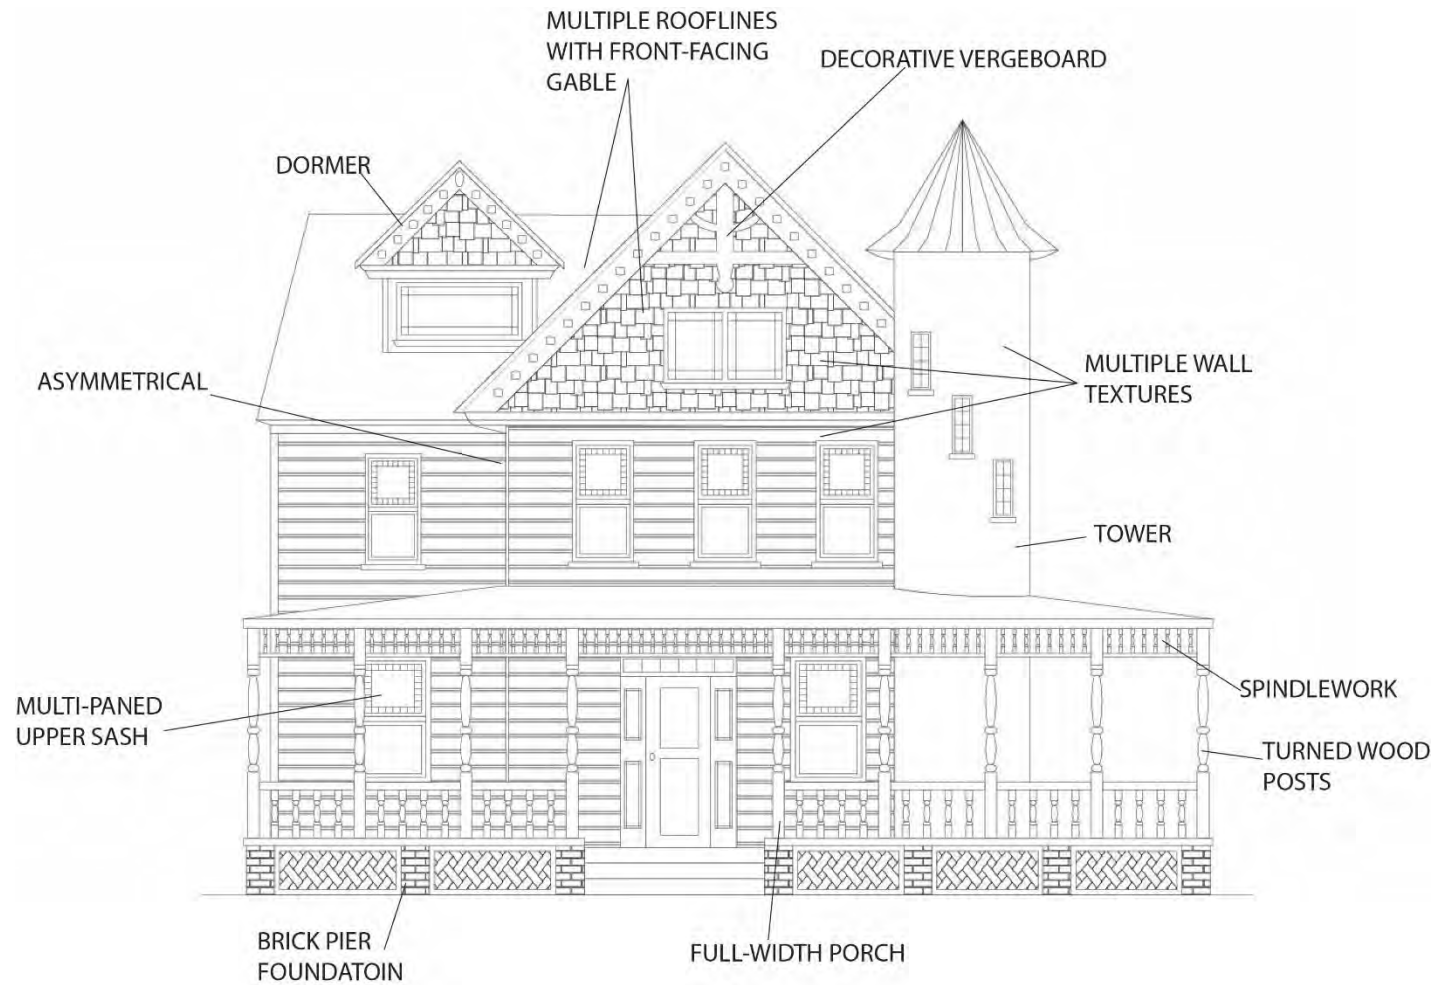 MULTIPLE ROOFLINES
WITH FRONT-FACING
GABLE
DECORATIVE VERGEBOARD
DORMER
ASYMMETRICAL
MULTIPLE WALL
TEXTURES
TOWER
SPINDLEWORK
MULTI-PANED
UPPER SASH
TURNED WOOD
POSTS
BRICK PIER
FOUNDATOIN
FULL-WIDTH PORCH